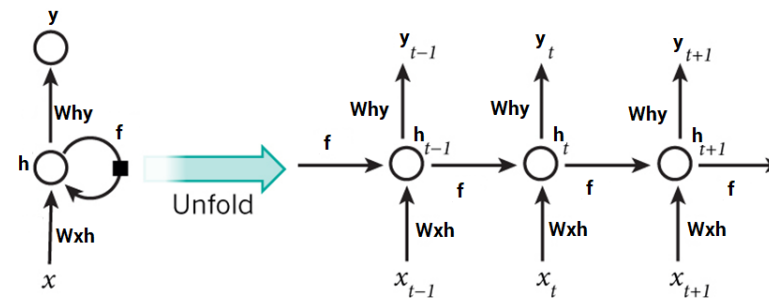 y
Why
f
h
Wxh
x
Unfold
f
y t-1
Why
h t-1
f
Wxh
x t-1
y t
Why
h t
f
Wxh
x t
y t+1
Why
h t+1
f
Wxh
x t+1